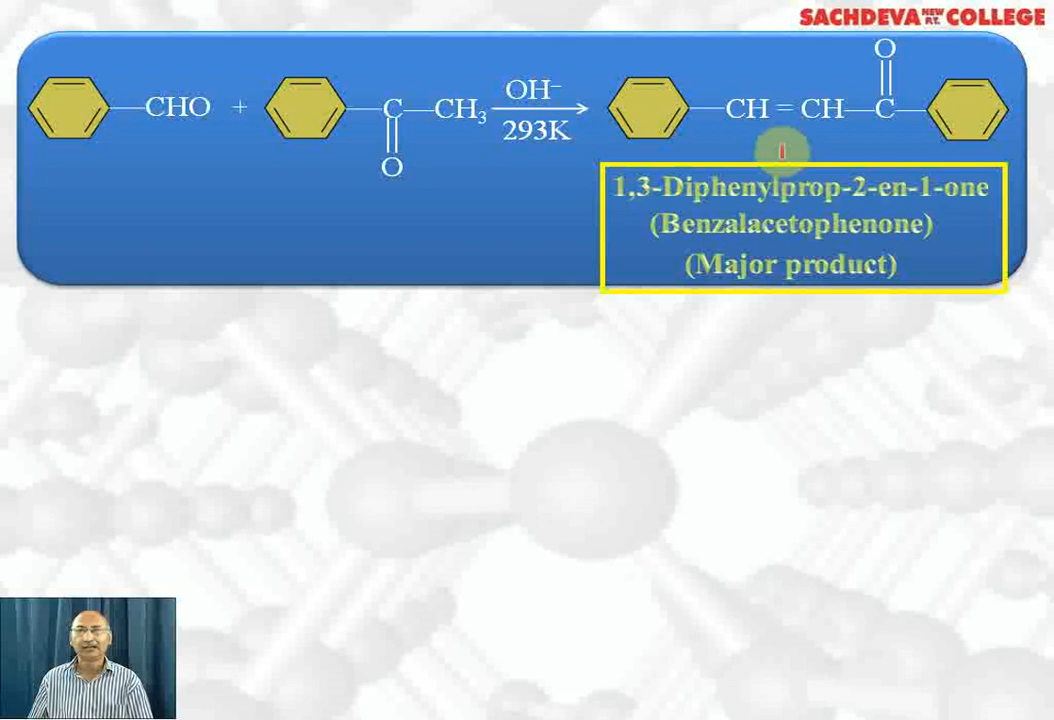 SACHDEVA NEW P.T. COLLEGE
O
CHO + C—CH₃ OH⁻ CH = CH—C
293K
O
1,3-Diphenylprop-2-en-1-one
(Benzalacetophenone)
(Major product)